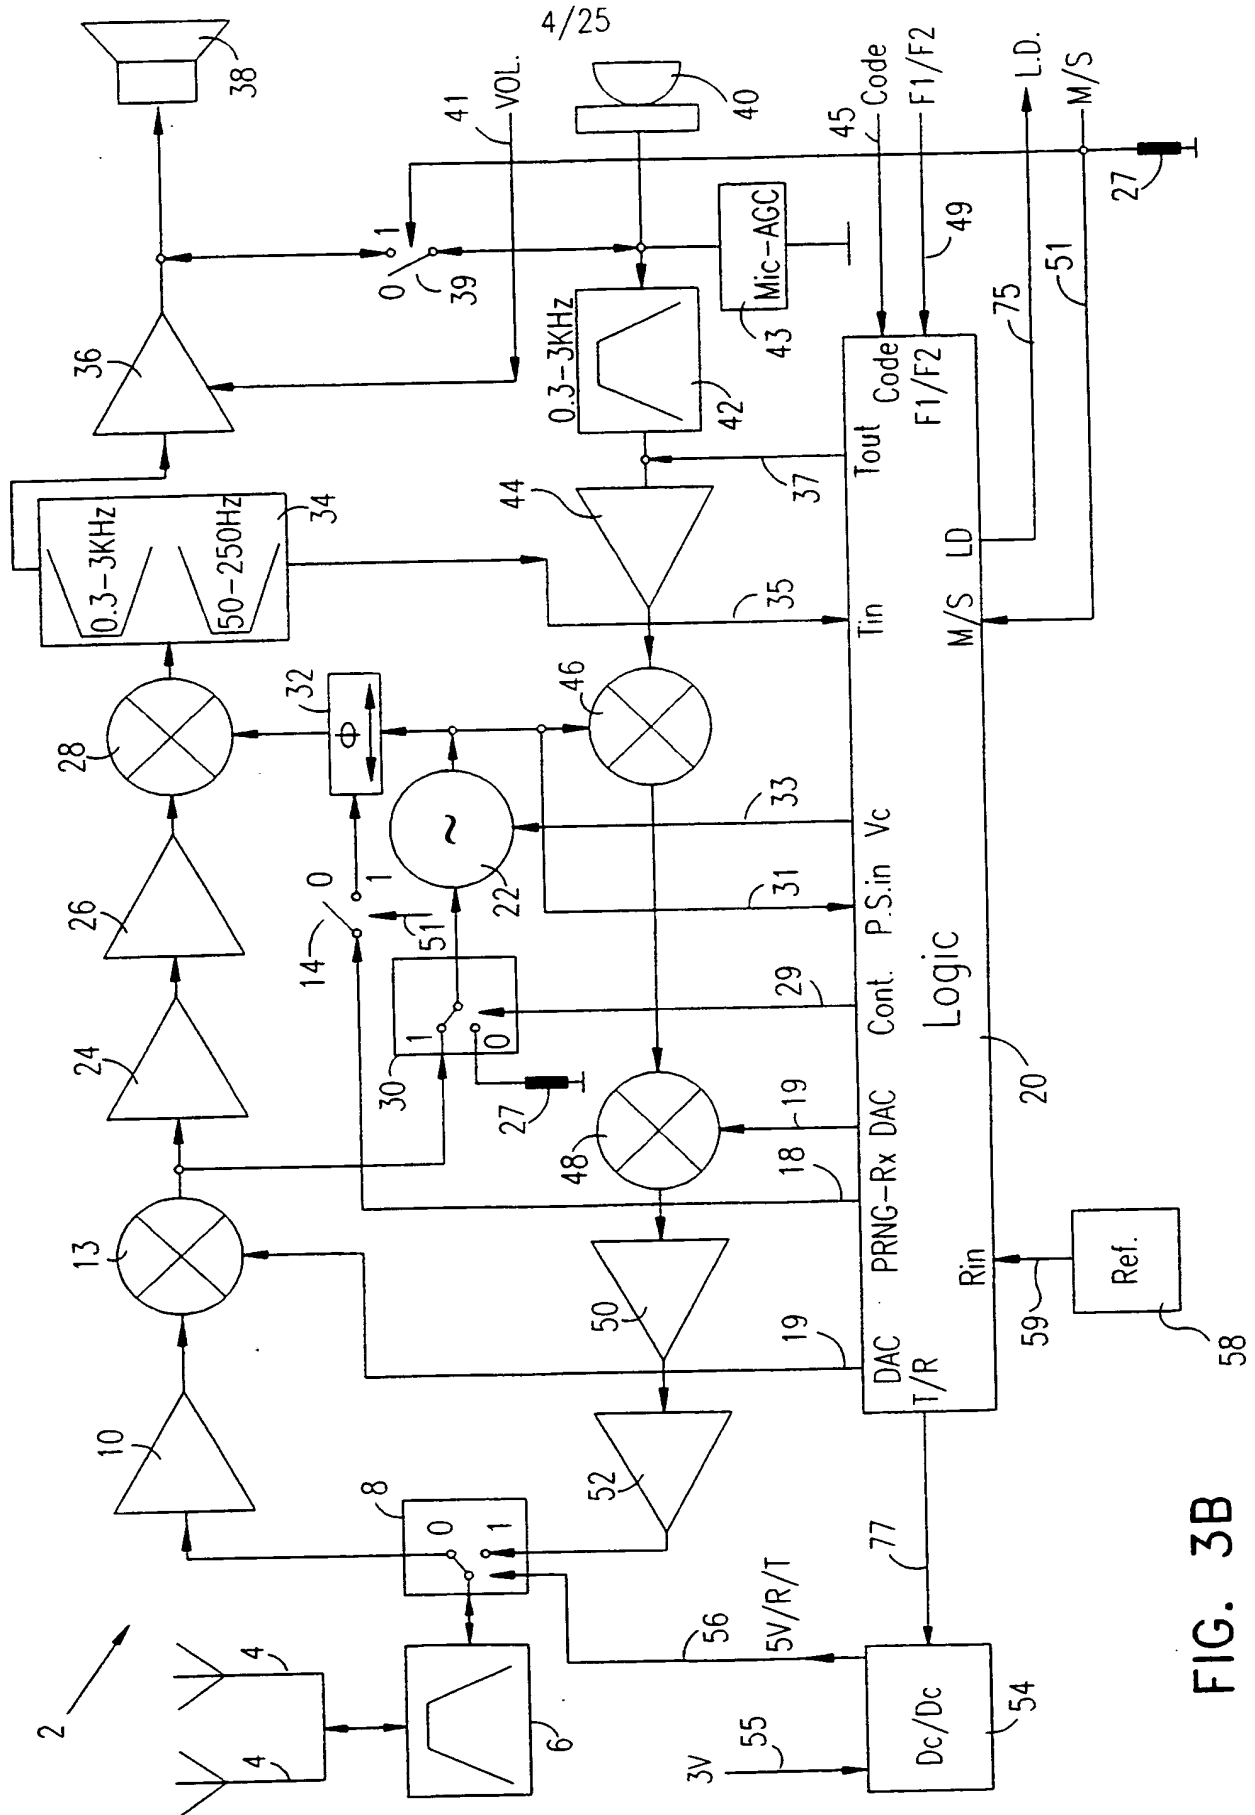 4/25
2
4
4
6
8
0
1
10
13
24
26
28
0.3-3KHz
50-250Hz
34
36
38
VOL.
41
40
45
Code
F1/F2
L.D.
M/S
27
49
51
75
1
0
39
Mic-AGC
43
0.3-3KHz
42
44
37
35
32
Φ
46
14
0
1
51
~
22
33
31
30
1
0
27
29
48
19
18
50
52
19
56
5V/R/T
3V
55
Dc/Dc
54
77
DAC
T/R
PRNG-Rx
DAC
Cont.
P.S.in
Vc
Tin
Tout
Code
F1/F2
Rin
Logic
M/S
LD
20
59
Ref.
58
FIG. 3B